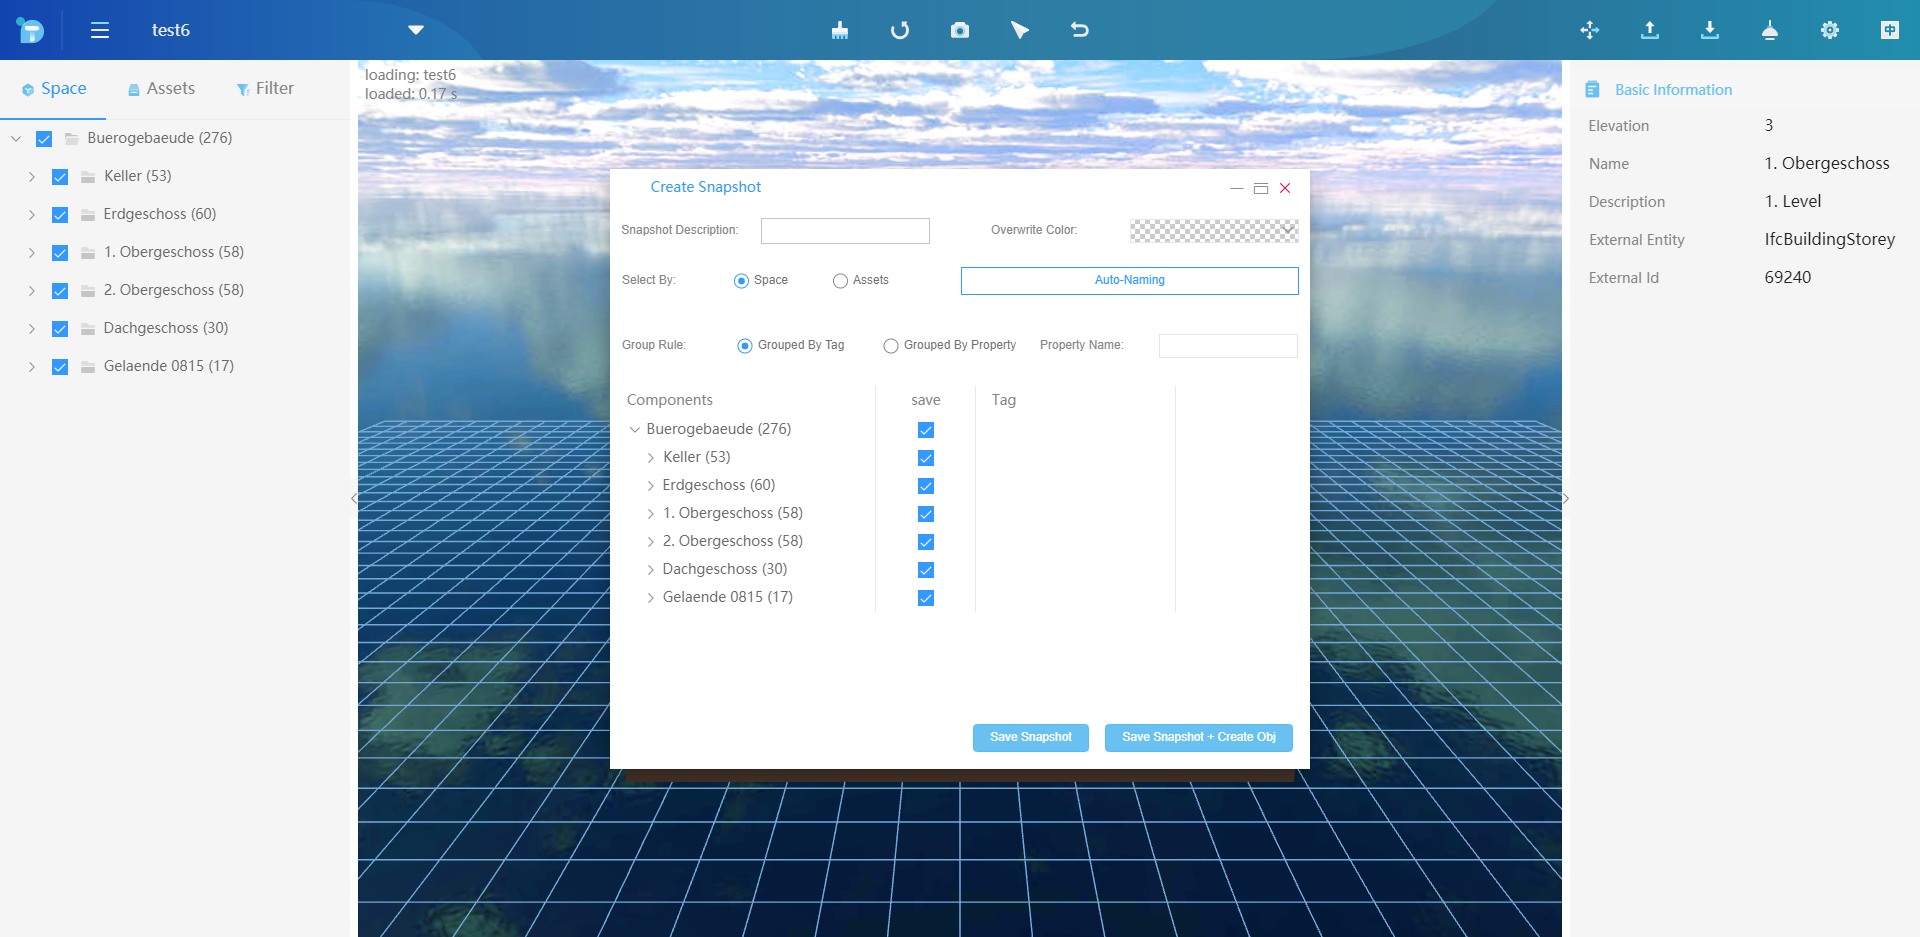 test6
中
Space Assets Filter
Buerogebaeude (276)
Keller (53)
Erdgeschoss (60)
1. Obergeschoss (58)
2. Obergeschoss (58)
Dachgeschoss (30)
Gelaende 0815 (17)
loading: test6
loaded: 0.17 s
Create Snapshot
Snapshot Description: Overwrite Color:
Select By: Space Assets Auto-Naming
Group Rule: Grouped By Tag Grouped By Property Property Name:
Components save Tag
Buerogebaeude (276)
Keller (53)
Erdgeschoss (60)
1. Obergeschoss (58)
2. Obergeschoss (58)
Dachgeschoss (30)
Gelaende 0815 (17)
Save Snapshot Save Snapshot + Create Obj
Basic Information
Elevation 3
Name 1. Obergeschoss
Description 1. Level
External Entity IfcBuildingStorey
External Id 69240